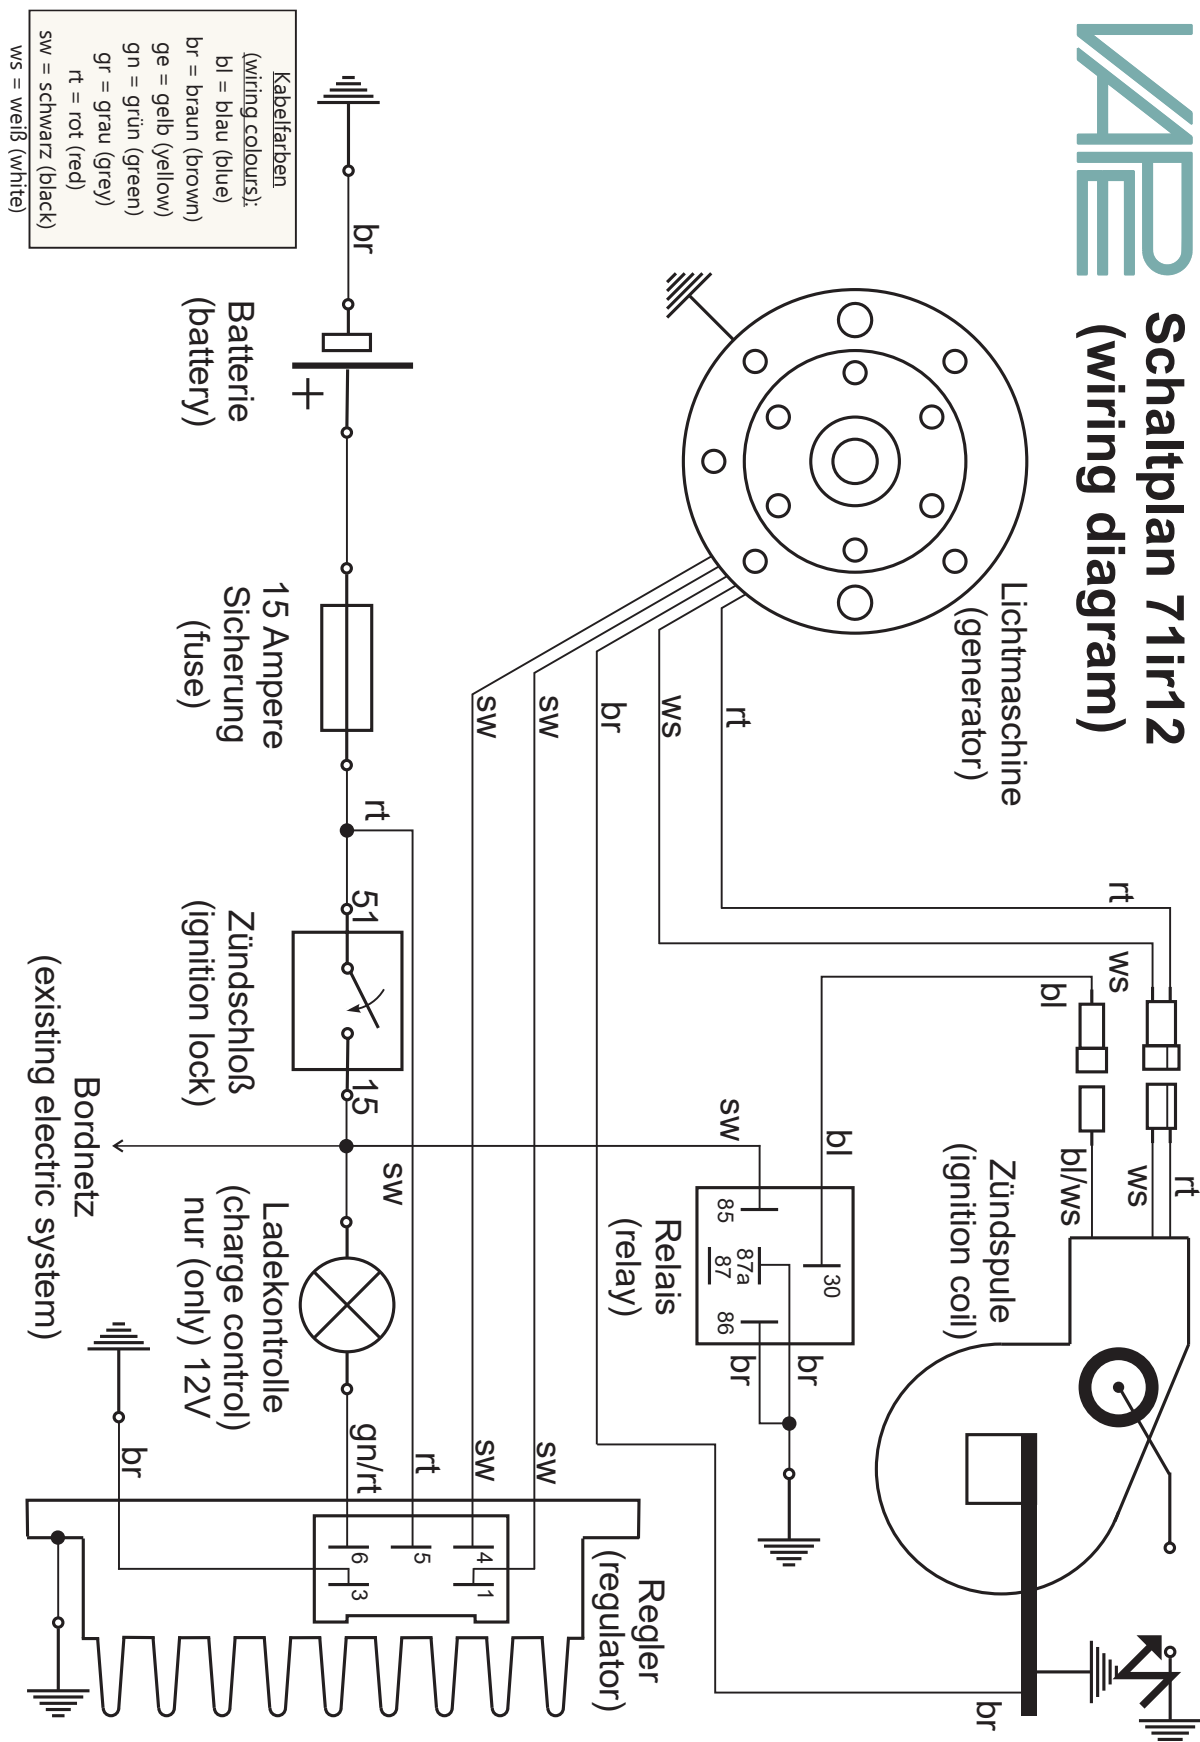 VAPE
Schaltplan 71ir12
(wiring diagram)
Lichtmaschine
(generator)
rt
ws
br
sw
sw
rt
ws
bl
bl
rt
ws
bl/ws
Zündspule
(ignition coil)
sw
30
85
87a
87
86
Relais
(relay)
br
br
br
br
Batterie
(battery)
15 Ampere
Sicherung
(fuse)
rt
51
Zündschloß
(ignition lock)
15
sw
Bordnetz
(existing electric system)
Ladekontrolle
(charge control)
nur (only) 12V
gn/rt
rt
sw
sw
br
4
1
5
6
3
Regler
(regulator)
Kabelfarben
(wiring colours):
bl = blau (blue)
br = braun (brown)
ge = gelb (yellow)
gn = grün (green)
gr = grau (grey)
rt = rot (red)
sw = schwarz (black)
ws = weiß (white)